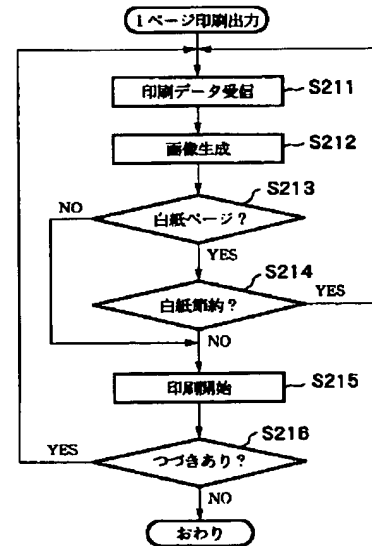 1ページ印刷出力
印刷データ受信
S211
画像生成
S212
S213
NO
白紙ページ?
YES
S214
白紙節約?
YES
NO
印刷開始
S215
S216
YES
つづきあり?
NO
おわり